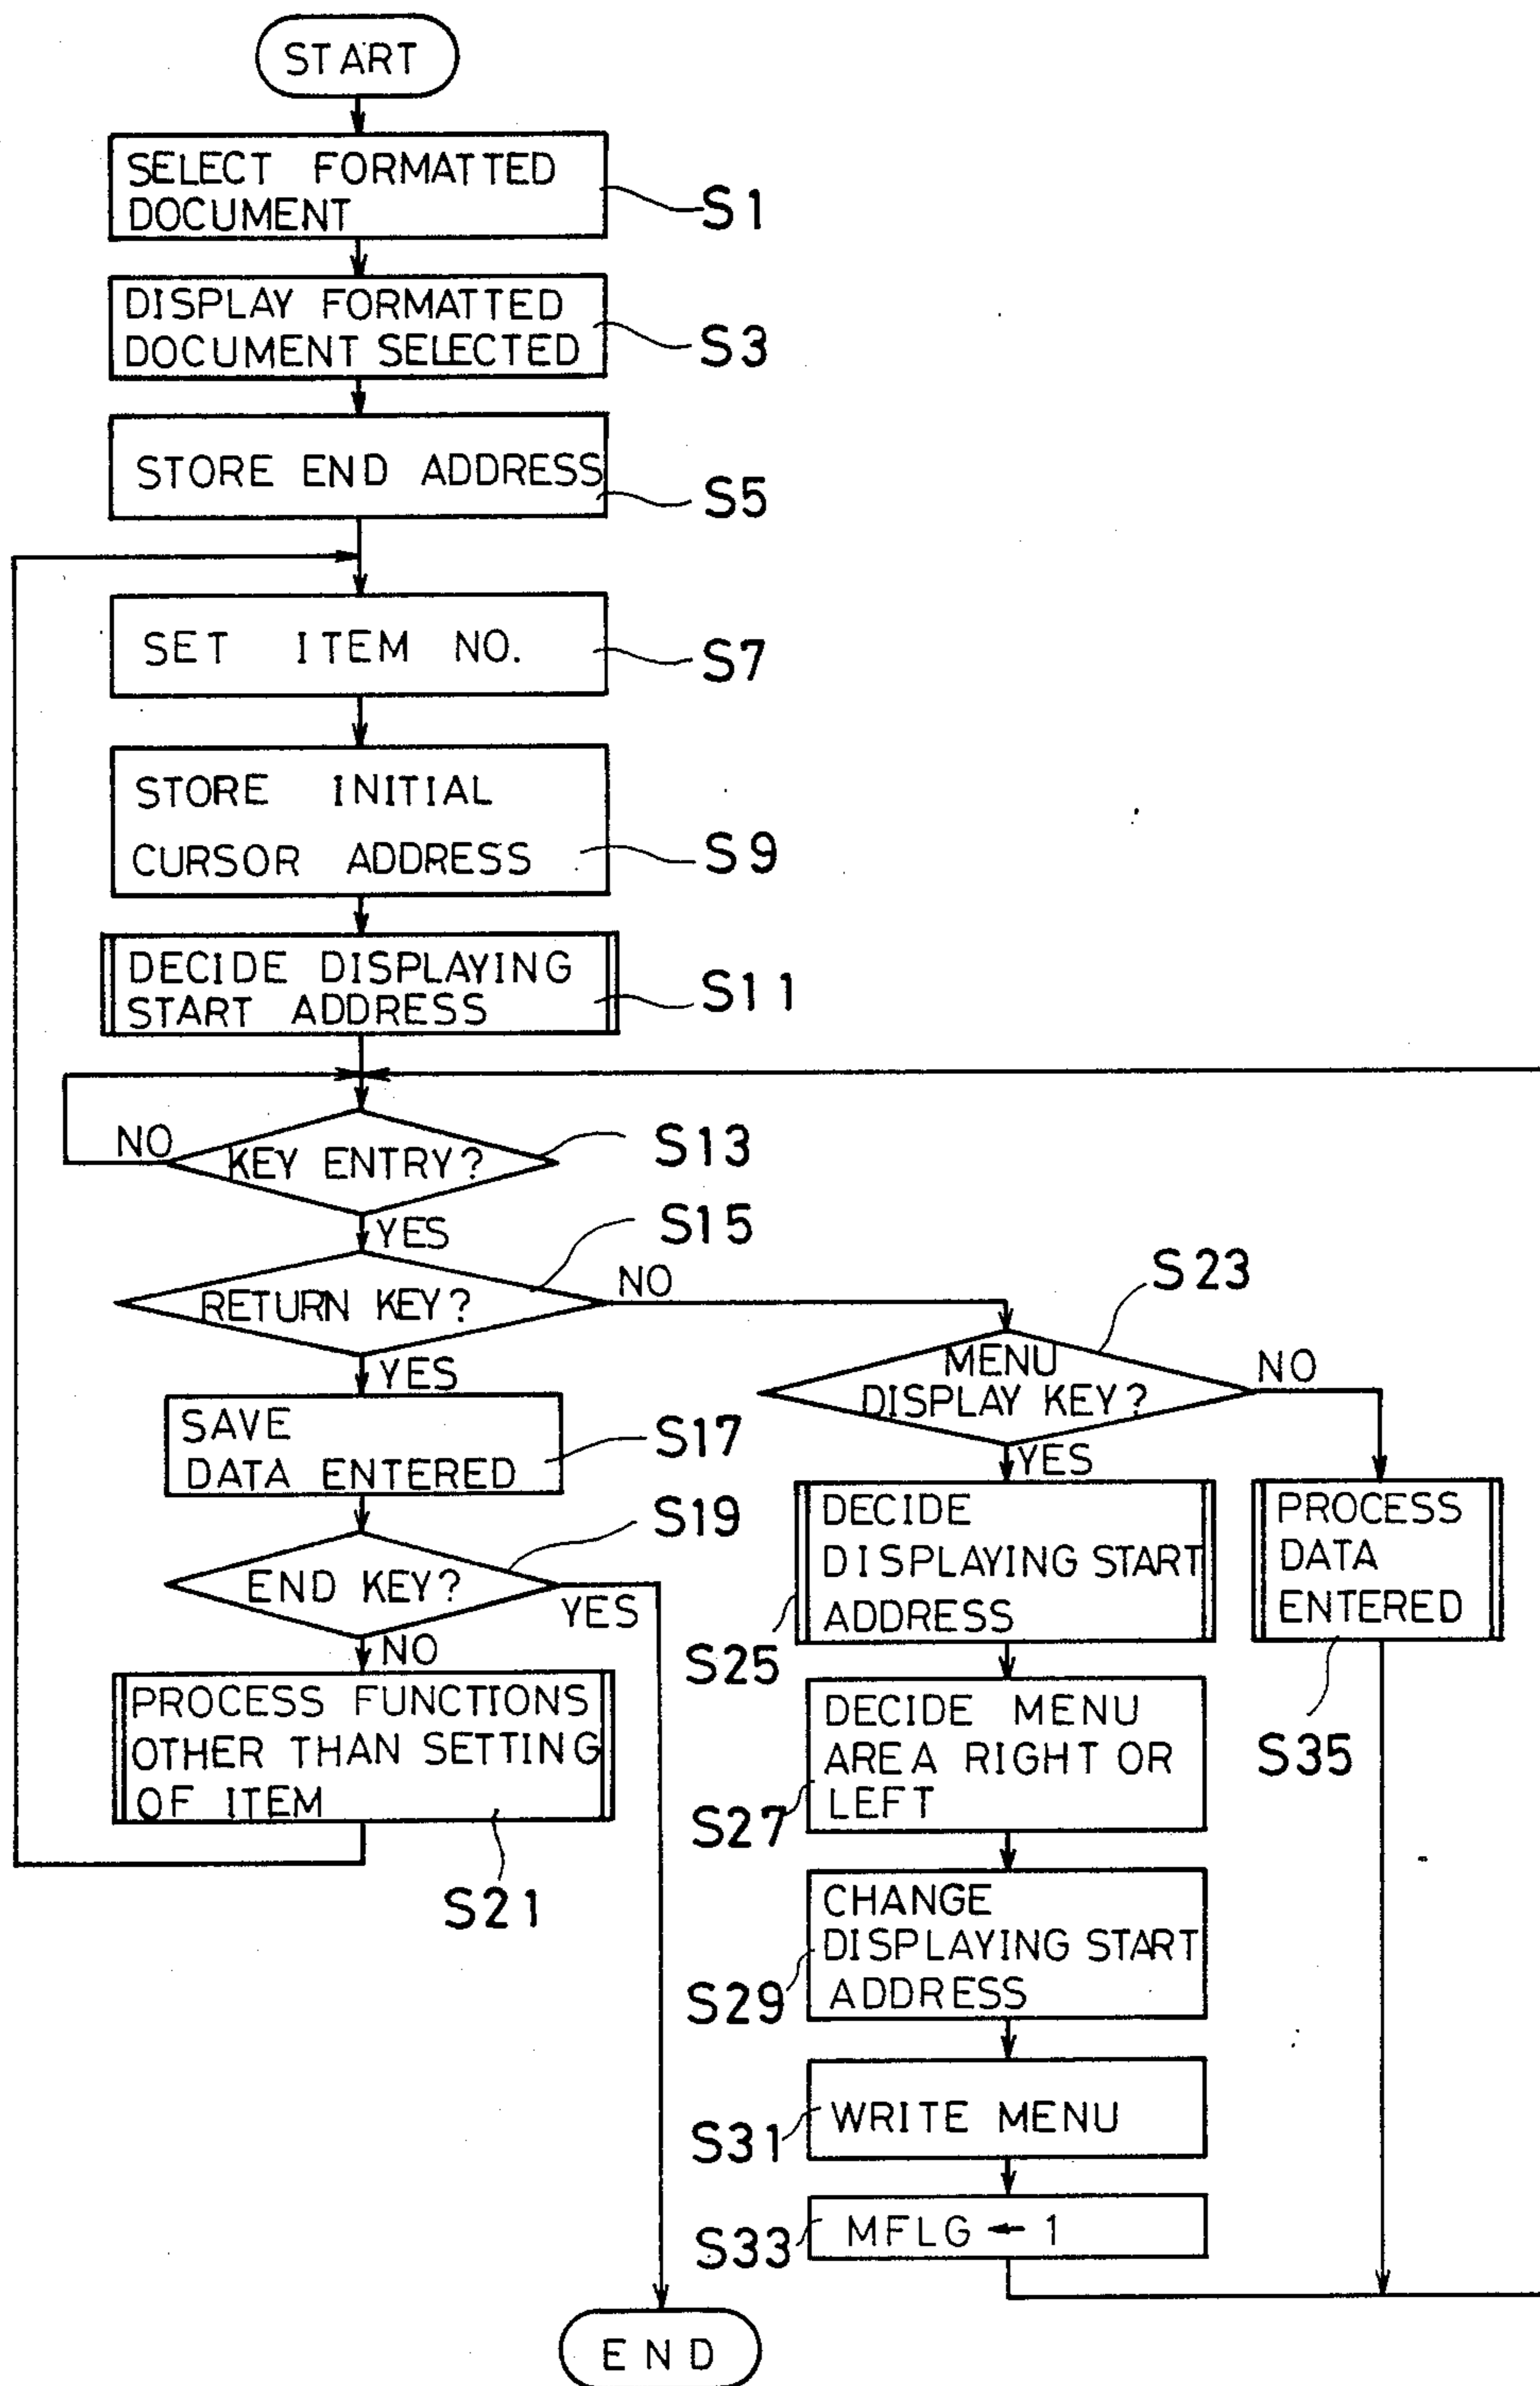 START
SELECT FORMATTED
DOCUMENT
S1
DISPLAY FORMATTED
DOCUMENT SELECTED
S3
STORE END ADDRESS
S5
SET ITEM NO.
S7
STORE INITIAL
CURSOR ADDRESS
S9
DECIDE DISPLAYING
START ADDRESS
S11
KEY ENTRY?
S13
NO
YES
RETURN KEY?
S15
NO
YES
SAVE
DATA ENTERED
S17
END KEY?
S19
YES
NO
PROCESS FUNCTIONS
OTHER THAN SETTING
OF ITEM
S21
MENU
DISPLAY KEY?
S23
NO
YES
DECIDE
DISPLAYING START
ADDRESS
S25
DECIDE MENU
AREA RIGHT OR
LEFT
S27
CHANGE
DISPLAYING START
ADDRESS
S29
WRITE MENU
S31
MFLG ← 1
S33
PROCESS
DATA
ENTERED
S35
END